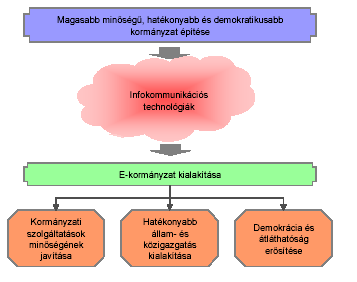 Magasabb minőségű, hatékonyabb és demokratikusabb
kormányzat építése
Infokommunikációs
technológiák
E-kormányzat kialakítása
Kormányzati
szolgáltatások
minőségének
javítása
Hatékonyabb
állam- és
közigazgatás
kialakítása
Demokrácia és
átláthatóság
erősítése